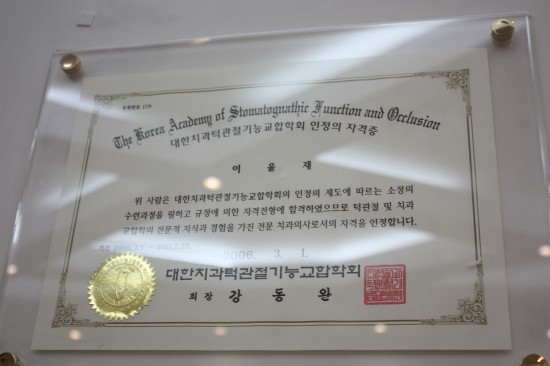 The Korea Academy of Stomatognathic Function and Occlusion
대한치과턱관절기능교합학회 인정의 자격증
이 윤 재
위 사람은 대한치과턱관절기능교합학회의 인정의 제도에 따르는 소정의
수련과정을 필하고 규정에 의한 자격전형에 합격하였으므로 턱관절 및 치과
교합학의 전문적 지식과 경험을 가진 전문 치과의사로서의 자격을 인정합니다.
2006. 3. 1.
대한치과턱관절기능교합학회
회장 강 동 완